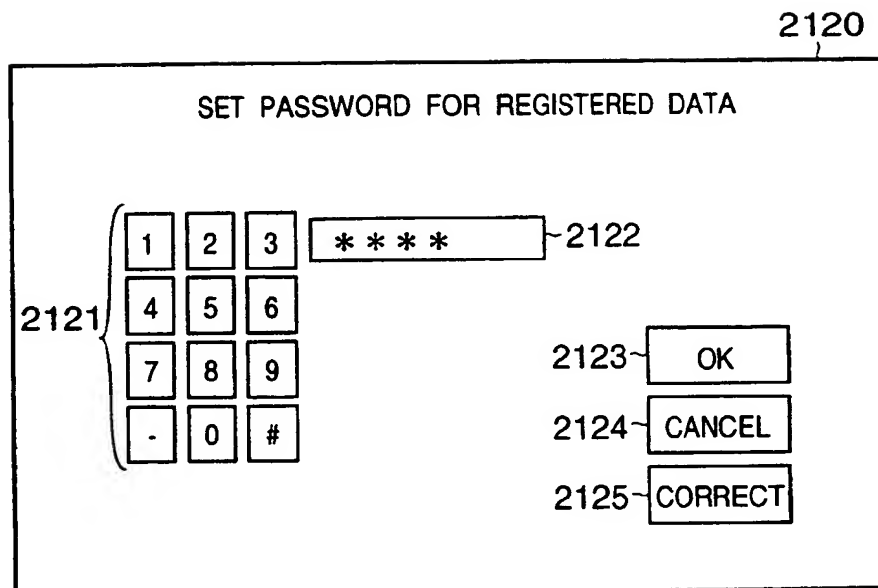 2120
SET PASSWORD FOR REGISTERED DATA
1 2 3 **** 2122
2121 4 5 6
7 8 9 2123 OK
- 0 # 2124 CANCEL
2125 CORRECT